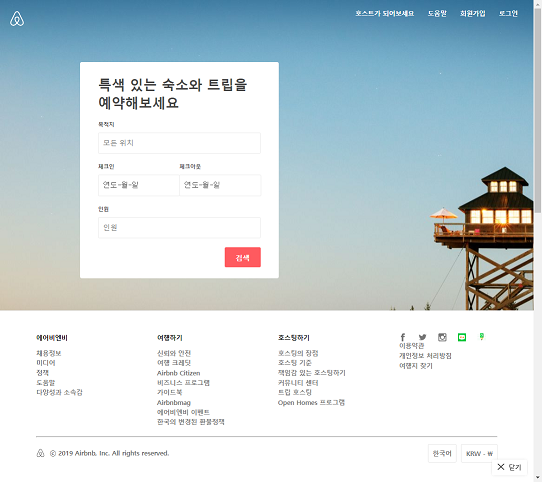 호스트가 되어보세요 도움말 회원가입 로그인
특색 있는 숙소와 트립을
예약해보세요
목적지
모든 위치
체크인 체크아웃
연도-월-일 연도-월-일
인원
인원
검색
에어비앤비
채용정보
미디어
정책
도움말
다양성과 소속감
여행하기
신뢰와 안전
여행 크레딧
Airbnb Citizen
비즈니스 프로그램
가이드북
Airbnbmag
에어비앤비 이벤트
한국의 변경된 환불정책
호스팅하기
호스팅의 장점
호스팅 기준
책임감 있는 호스팅하기
커뮤니티 센터
트립 호스팅
Open Homes 프로그램
이용약관
개인정보 처리방침
여행지 찾기
© 2019 Airbnb, Inc. All rights reserved.
한국어 KRW - ₩
닫기